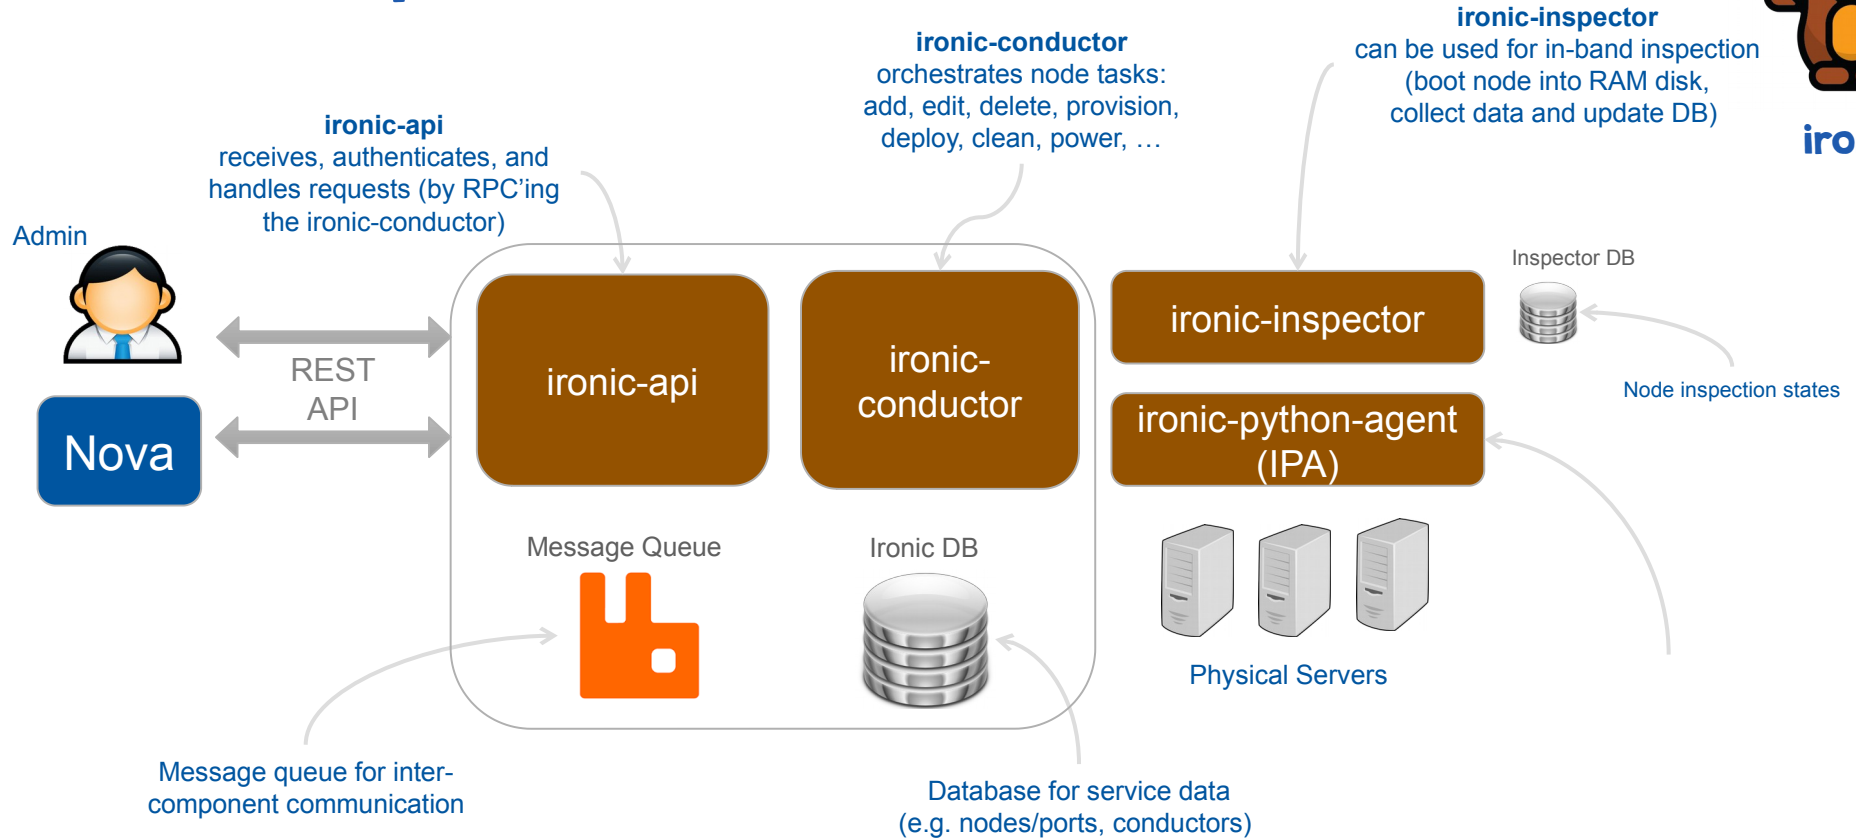 ironic-inspector
can be used for in-band inspection
(boot node into RAM disk,
collect data and update DB)
ironic-conductor
orchestrates node tasks:
add, edit, delete, provision,
deploy, clean, power, …
ironic-api
receives, authenticates, and
handles requests (by RPC’ing
the ironic-conductor)
iro
Admin
Inspector DB
ironic-api
ironic-
conductor
ironic-inspector
REST
API
Node inspection states
Nova
ironic-python-agent
(IPA)
Message Queue
Ironic DB
Physical Servers
Message queue for inter-
component communication
Database for service data
(e.g. nodes/ports, conductors)